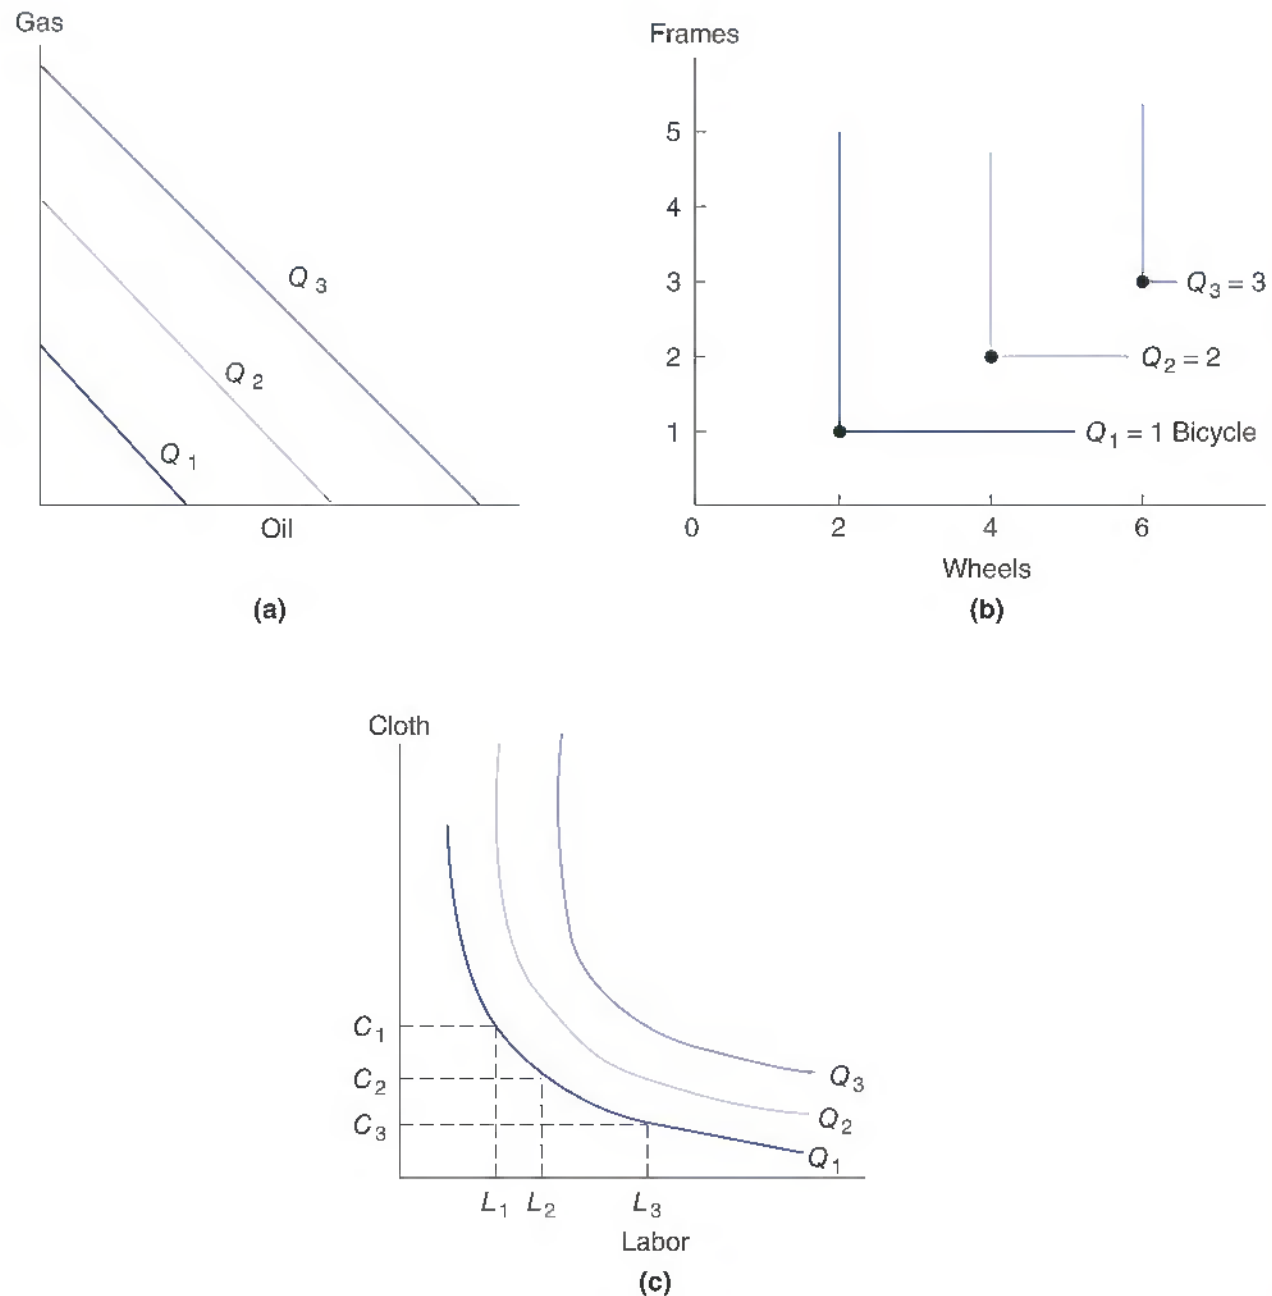 Gas
Q 3
Q 2
Q 1
Oil
(a)
Frames
5
4
3
2
1
Q3 = 3
Q2 = 2
Q1 = 1 Bicycle
0 2 4 6
Wheels
(b)
Cloth
C1
C2
C3
Q3
Q2
Q1
L1 L2 L3
Labor
(c)